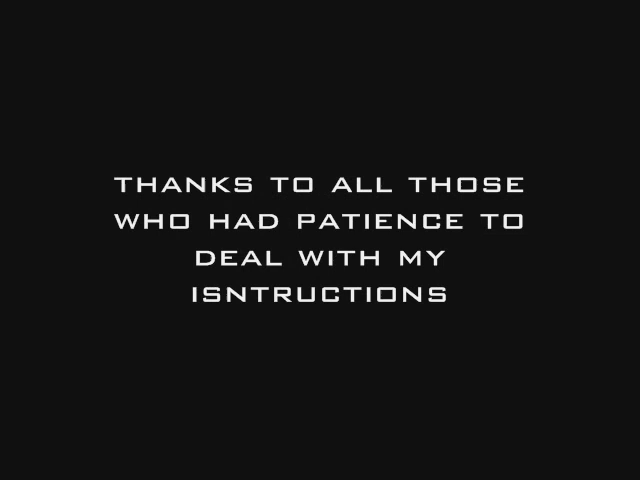 THANKS TO ALL THOSE
WHO HAD PATIENCE TO
DEAL WITH MY
ISNTRUCTIONS